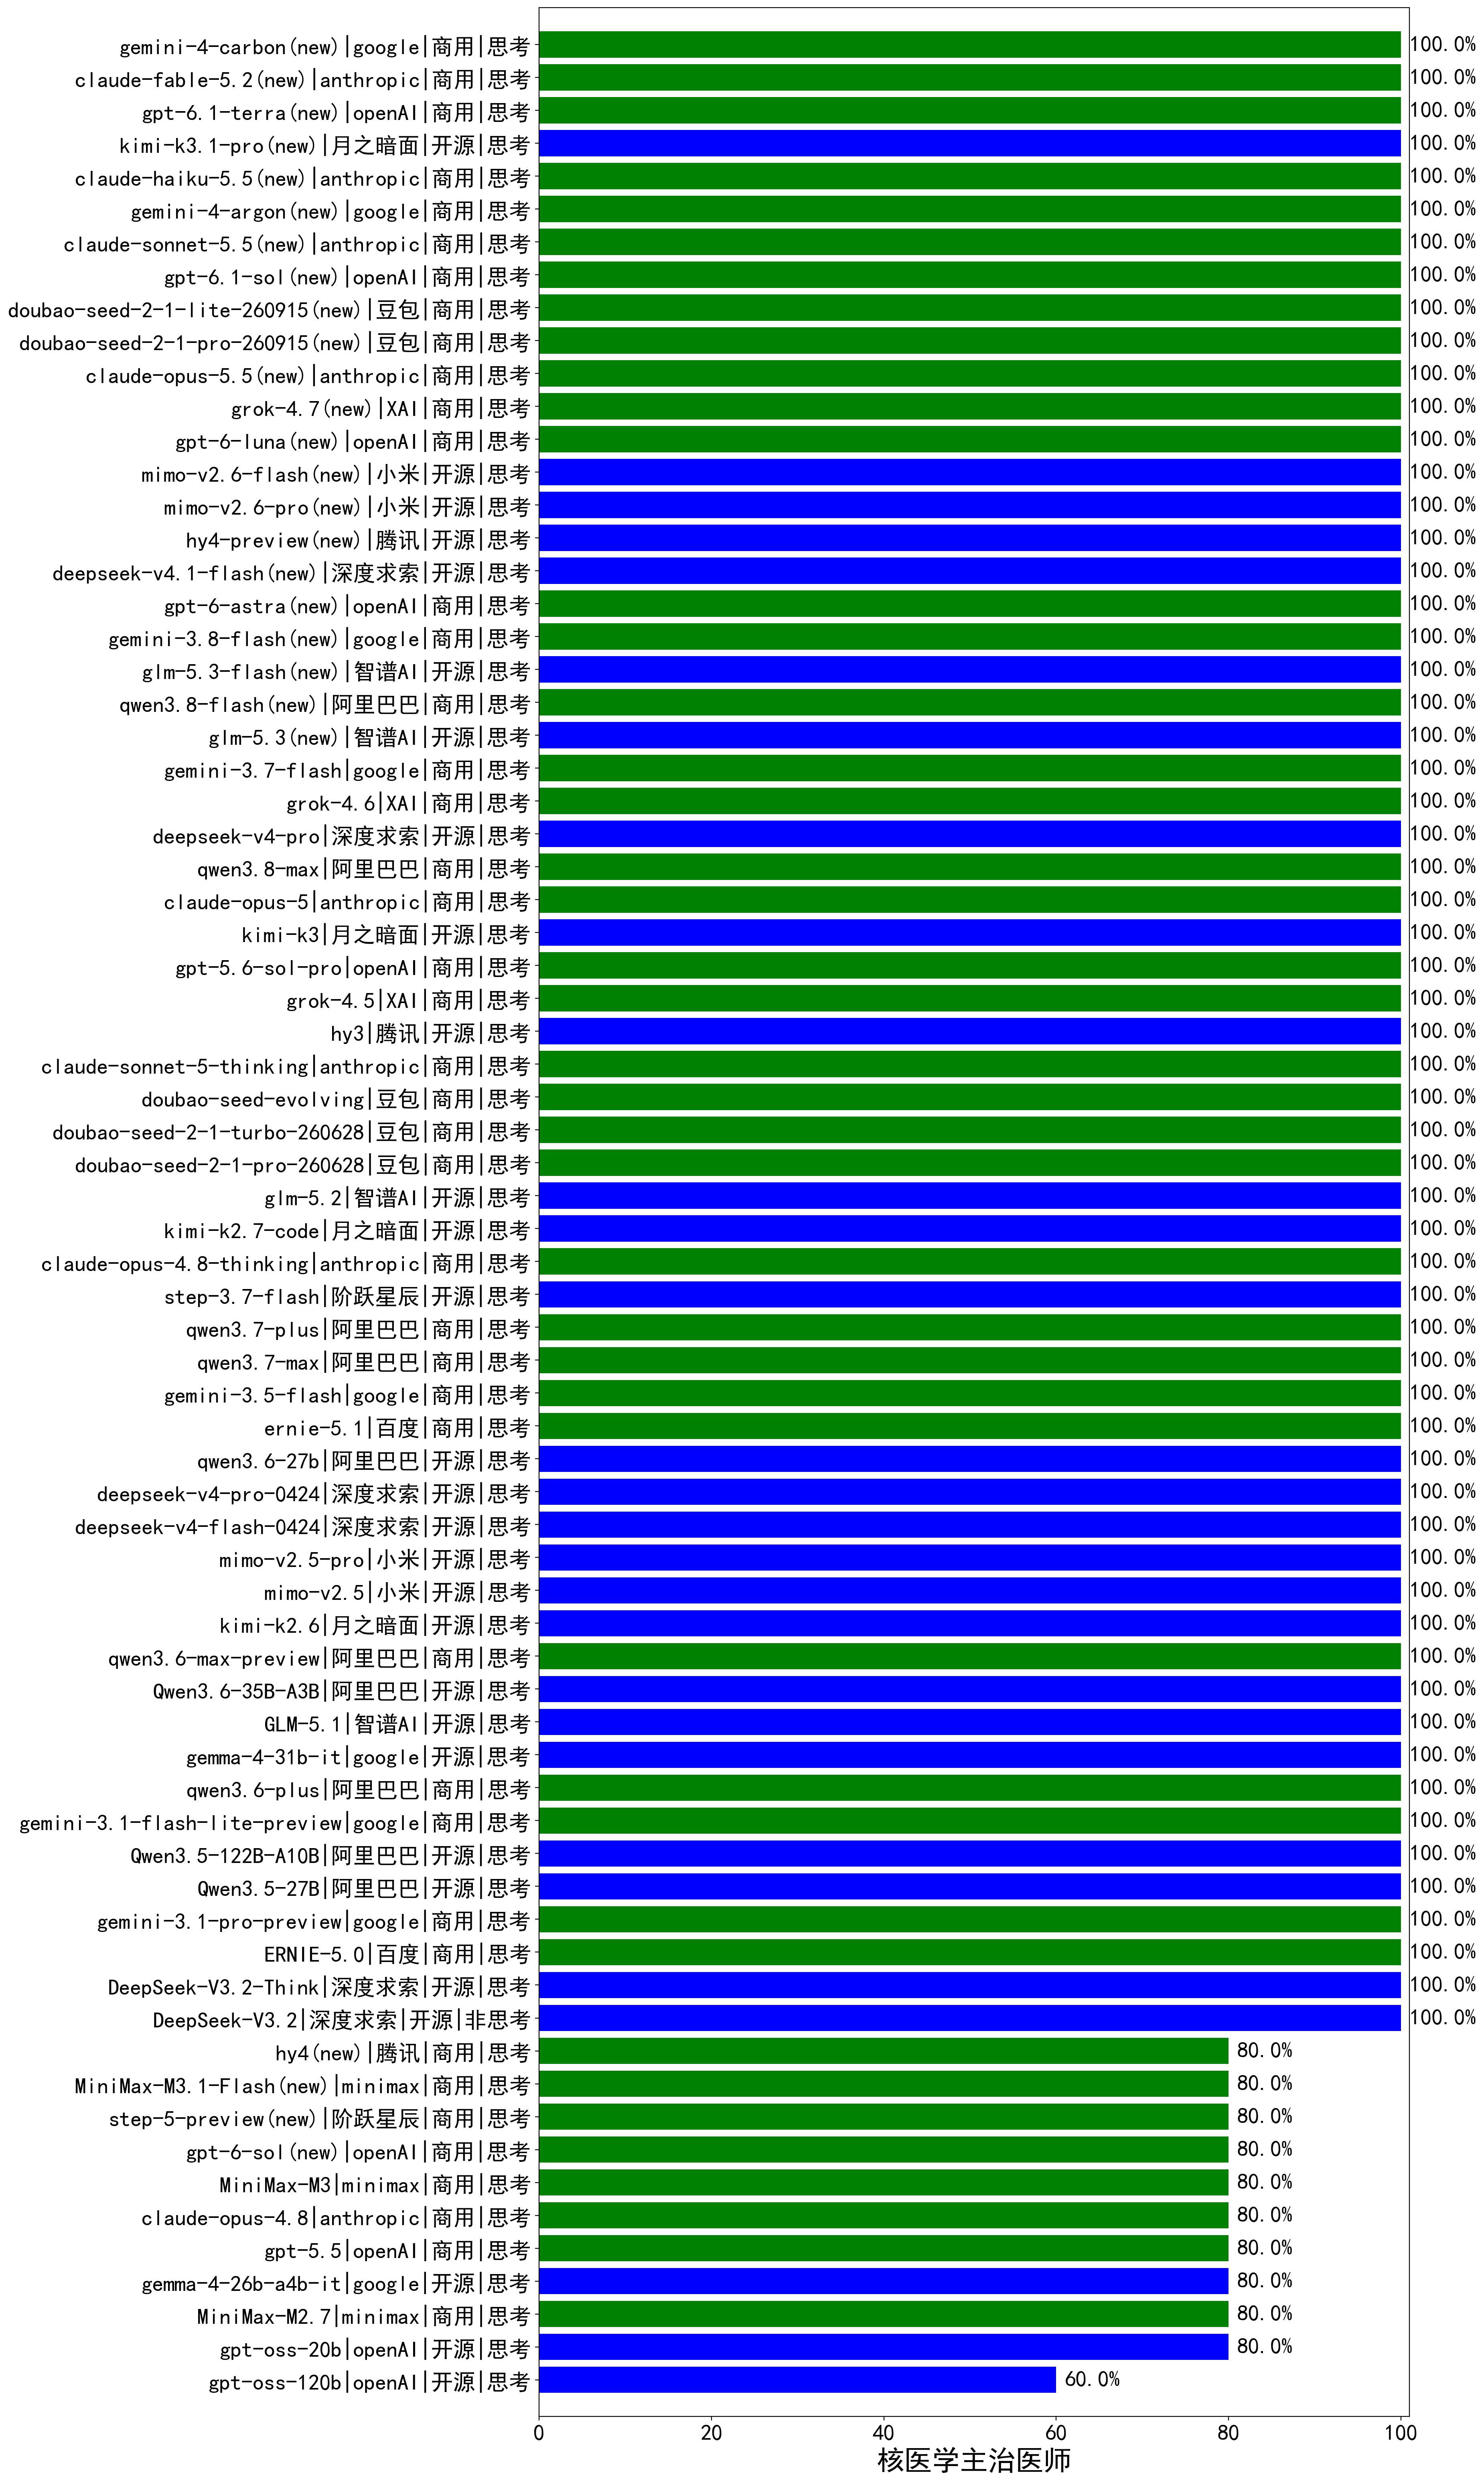 gemini-4-carbon(new)|google|商用|思考 100.0%
claude-fable-5.2(new)|anthropic|商用|思考 100.0%
gpt-6.1-terra(new)|openAI|商用|思考 100.0%
kimi-k3.1-pro(new)|月之暗面|开源|思考 100.0%
claude-haiku-5.5(new)|anthropic|商用|思考 100.0%
gemini-4-argon(new)|google|商用|思考 100.0%
claude-sonnet-5.5(new)|anthropic|商用|思考 100.0%
gpt-6.1-sol(new)|openAI|商用|思考 100.0%
doubao-seed-2-1-lite-260915(new)|豆包|商用|思考 100.0%
doubao-seed-2-1-pro-260915(new)|豆包|商用|思考 100.0%
claude-opus-5.5(new)|anthropic|商用|思考 100.0%
grok-4.7(new)|XAI|商用|思考 100.0%
gpt-6-luna(new)|openAI|商用|思考 100.0%
mimo-v2.6-flash(new)|小米|开源|思考 100.0%
mimo-v2.6-pro(new)|小米|开源|思考 100.0%
hy4-preview(new)|腾讯|开源|思考 100.0%
deepseek-v4.1-flash(new)|深度求索|开源|思考 100.0%
gpt-6-astra(new)|openAI|商用|思考 100.0%
gemini-3.8-flash(new)|google|商用|思考 100.0%
glm-5.3-flash(new)|智谱AI|开源|思考 100.0%
qwen3.8-flash(new)|阿里巴巴|商用|思考 100.0%
glm-5.3(new)|智谱AI|开源|思考 100.0%
gemini-3.7-flash|google|商用|思考 100.0%
grok-4.6|XAI|商用|思考 100.0%
deepseek-v4-pro|深度求索|开源|思考 100.0%
qwen3.8-max|阿里巴巴|商用|思考 100.0%
claude-opus-5|anthropic|商用|思考 100.0%
kimi-k3|月之暗面|开源|思考 100.0%
gpt-5.6-sol-pro|openAI|商用|思考 100.0%
grok-4.5|XAI|商用|思考 100.0%
hy3|腾讯|开源|思考 100.0%
claude-sonnet-5-thinking|anthropic|商用|思考 100.0%
doubao-seed-evolving|豆包|商用|思考 100.0%
doubao-seed-2-1-turbo-260628|豆包|商用|思考 100.0%
doubao-seed-2-1-pro-260628|豆包|商用|思考 100.0%
glm-5.2|智谱AI|开源|思考 100.0%
kimi-k2.7-code|月之暗面|开源|思考 100.0%
claude-opus-4.8-thinking|anthropic|商用|思考 100.0%
step-3.7-flash|阶跃星辰|开源|思考 100.0%
qwen3.7-plus|阿里巴巴|商用|思考 100.0%
qwen3.7-max|阿里巴巴|商用|思考 100.0%
gemini-3.5-flash|google|商用|思考 100.0%
ernie-5.1|百度|商用|思考 100.0%
qwen3.6-27b|阿里巴巴|开源|思考 100.0%
deepseek-v4-pro-0424|深度求索|开源|思考 100.0%
deepseek-v4-flash-0424|深度求索|开源|思考 100.0%
mimo-v2.5-pro|小米|开源|思考 100.0%
mimo-v2.5|小米|开源|思考 100.0%
kimi-k2.6|月之暗面|开源|思考 100.0%
qwen3.6-max-preview|阿里巴巴|商用|思考 100.0%
Qwen3.6-35B-A3B|阿里巴巴|开源|思考 100.0%
GLM-5.1|智谱AI|开源|思考 100.0%
gemma-4-31b-it|google|开源|思考 100.0%
qwen3.6-plus|阿里巴巴|商用|思考 100.0%
gemini-3.1-flash-lite-preview|google|商用|思考 100.0%
Qwen3.5-122B-A10B|阿里巴巴|开源|思考 100.0%
Qwen3.5-27B|阿里巴巴|开源|思考 100.0%
gemini-3.1-pro-preview|google|商用|思考 100.0%
ERNIE-5.0|百度|商用|思考 100.0%
DeepSeek-V3.2-Think|深度求索|开源|思考 100.0%
DeepSeek-V3.2|深度求索|开源|非思考 100.0%
hy4(new)|腾讯|商用|思考 80.0%
MiniMax-M3.1-Flash(new)|minimax|商用|思考 80.0%
step-5-preview(new)|阶跃星辰|商用|思考 80.0%
gpt-6-sol(new)|openAI|商用|思考 80.0%
MiniMax-M3|minimax|商用|思考 80.0%
claude-opus-4.8|anthropic|商用|思考 80.0%
gpt-5.5|openAI|商用|思考 80.0%
gemma-4-26b-a4b-it|google|开源|思考 80.0%
MiniMax-M2.7|minimax|商用|思考 80.0%
gpt-oss-20b|openAI|开源|思考 80.0%
gpt-oss-120b|openAI|开源|思考 60.0%
0 20 40 60 80 100
核医学主治医师